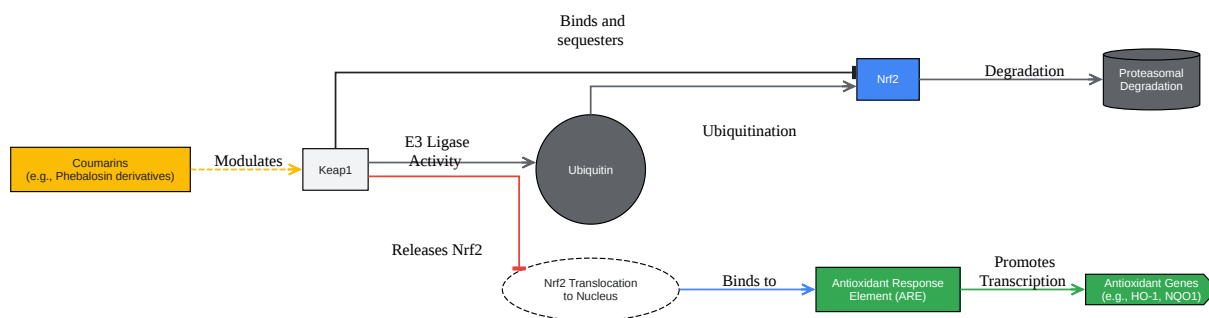 Binds and
sequesters
Nrf2
Degradation
Proteasomal
Degradation
Ubiquitination
E3 Ligase
Activity
Coumarins
(e.g., Phebalosin derivatives)
Modulates
Keap1
Ubiquitin
Releases Nrf2
Nrf2 Translocation
to Nucleus
Binds to
Antioxidant Response
Element (ARE)
Promotes
Transcription
Antioxidant Genes
(e.g., HO-1, NQO1)